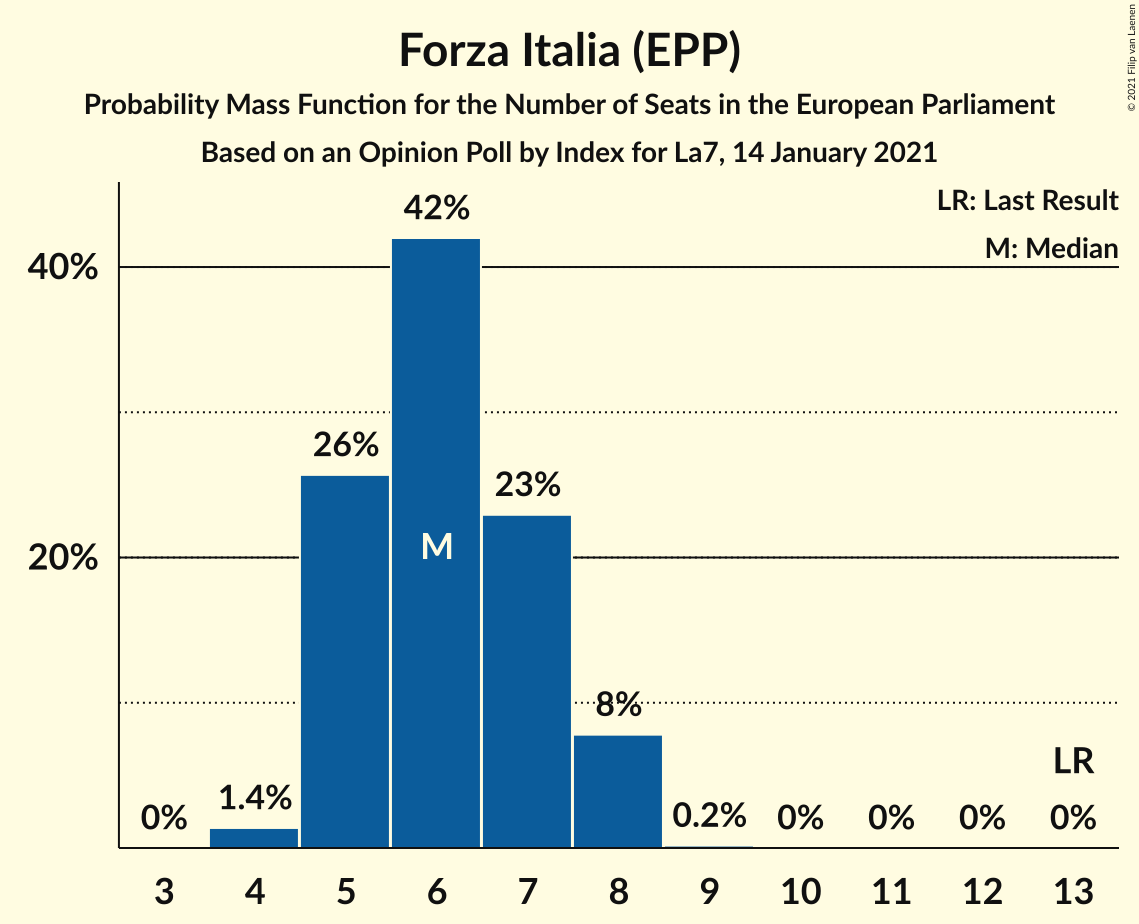 Forza Italia (EPP)
Probability Mass Function for the Number of Seats in the European Parliament
Based on an Opinion Poll by Index for La7, 14 January 2021
© 2021 Filip van Laenen
LR: Last Result
M: Median
42%
40%
26%
23%
M
20%
8%
LR
1.4%
0%
0.2%
0%
0%
0%
0%
3 4 5 6 7 8 9 10 11 12 13